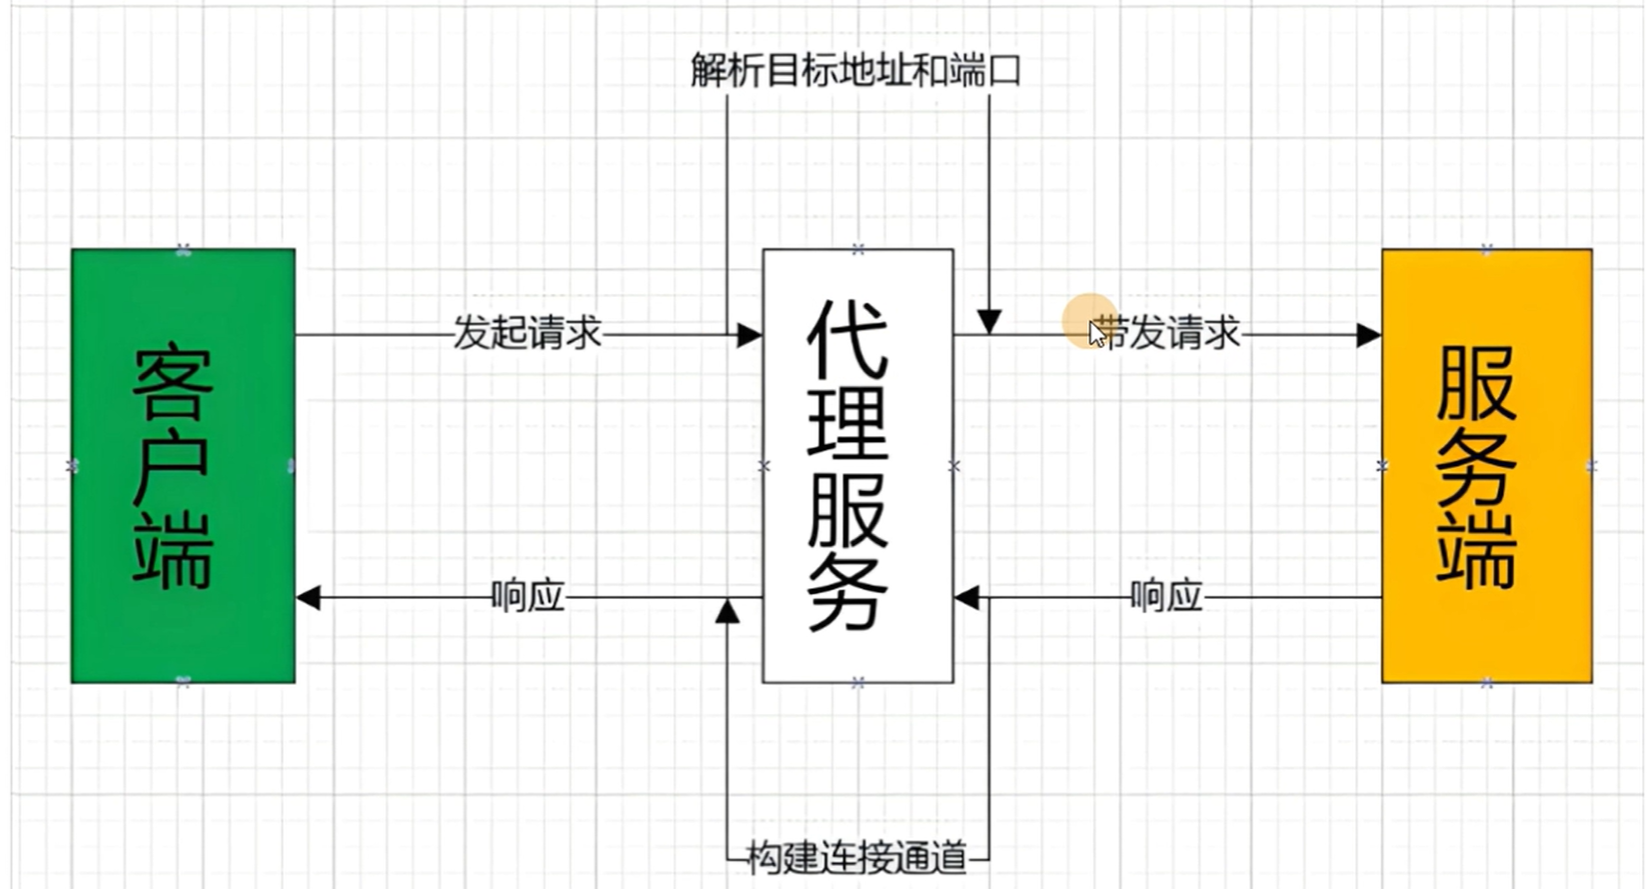 解析目标地址和端口
发起请求
带发请求
客户端
代理服务
服务端
响应
响应
构建连接通道